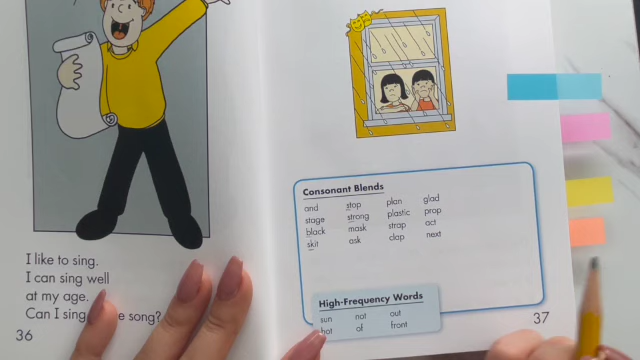 I like to sing.
I can sing well
at my age.
Can I sing e song?
36
Consonant Blends
and stop plan glad
stage strong plastic prop
black mask strap act
skit ask clap next
High-Frequency Words
sun not out
hot of front
37